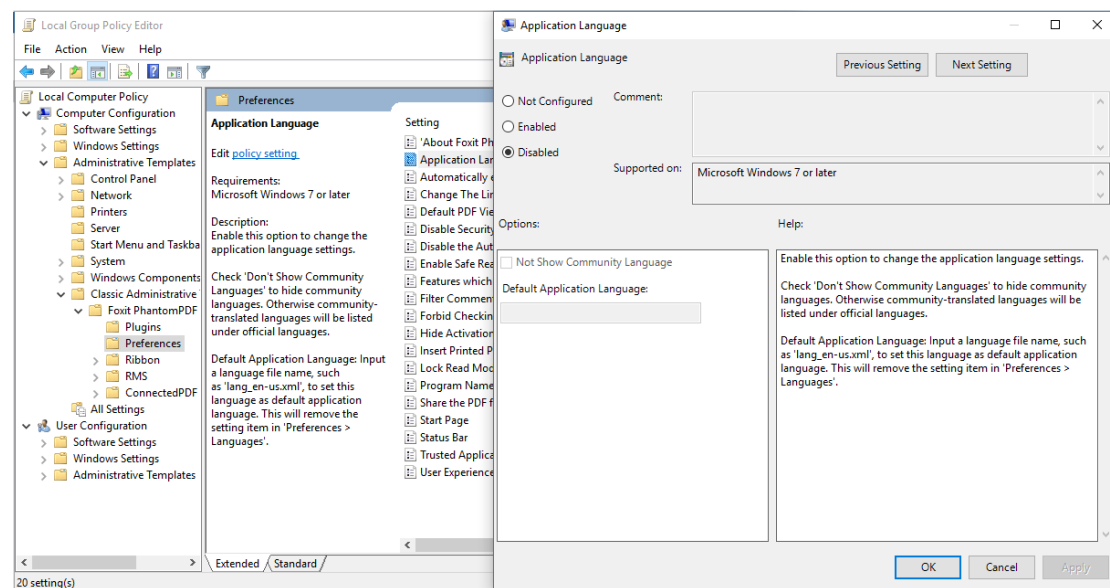 Local Group Policy Editor
File Action View Help
Local Computer Policy
Computer Configuration
Software Settings
Windows Settings
Administrative Templates
Control Panel
Network
Printers
Server
Start Menu and Taskba
System
Windows Components
Classic Administrative
Foxit PhantomPDF
Plugins
Preferences
Ribbon
RMS
ConnectedPDF
All Settings
User Configuration
Software Settings
Windows Settings
Administrative Templates
Preferences
Application Language
Edit policy setting
Requirements:
Microsoft Windows 7 or later
Description:
Enable this option to change the
application language settings.
Check 'Don't Show Community
Languages' to hide community
languages. Otherwise community-
translated languages will be listed
under official languages.
Default Application Language: Input
a language file name, such
as 'lang_en-us.xml', to set this
language as default application
language. This will remove the
setting item in 'Preferences >
Languages'.
Setting
'About Foxit Ph
Application Lar
Automatically e
Change The Lin
Default PDF Vie
Disable Security
Disable the Aut
Enable Safe Rea
Features which
Filter Commen
Forbid Checkin
Hide Activation
Insert Printed P
Lock Read Mod
Program Name
Share the PDF f
Start Page
Status Bar
Trusted Applica
User Experience
Extended Standard
20 setting(s)
Application Language
Application Language
Previous Setting Next Setting
Not Configured
Enabled
Disabled
Comment:
Supported on:
Microsoft Windows 7 or later
Options:
Not Show Community Language
Default Application Language:
Help:
Enable this option to change the application language settings.
Check 'Don't Show Community Languages' to hide community
languages. Otherwise community-translated languages will be
listed under official languages.
Default Application Language: Input a language file name, such
as 'lang_en-us.xml', to set this language as default application
language. This will remove the setting item in 'Preferences >
Languages'.
OK Cancel Apply